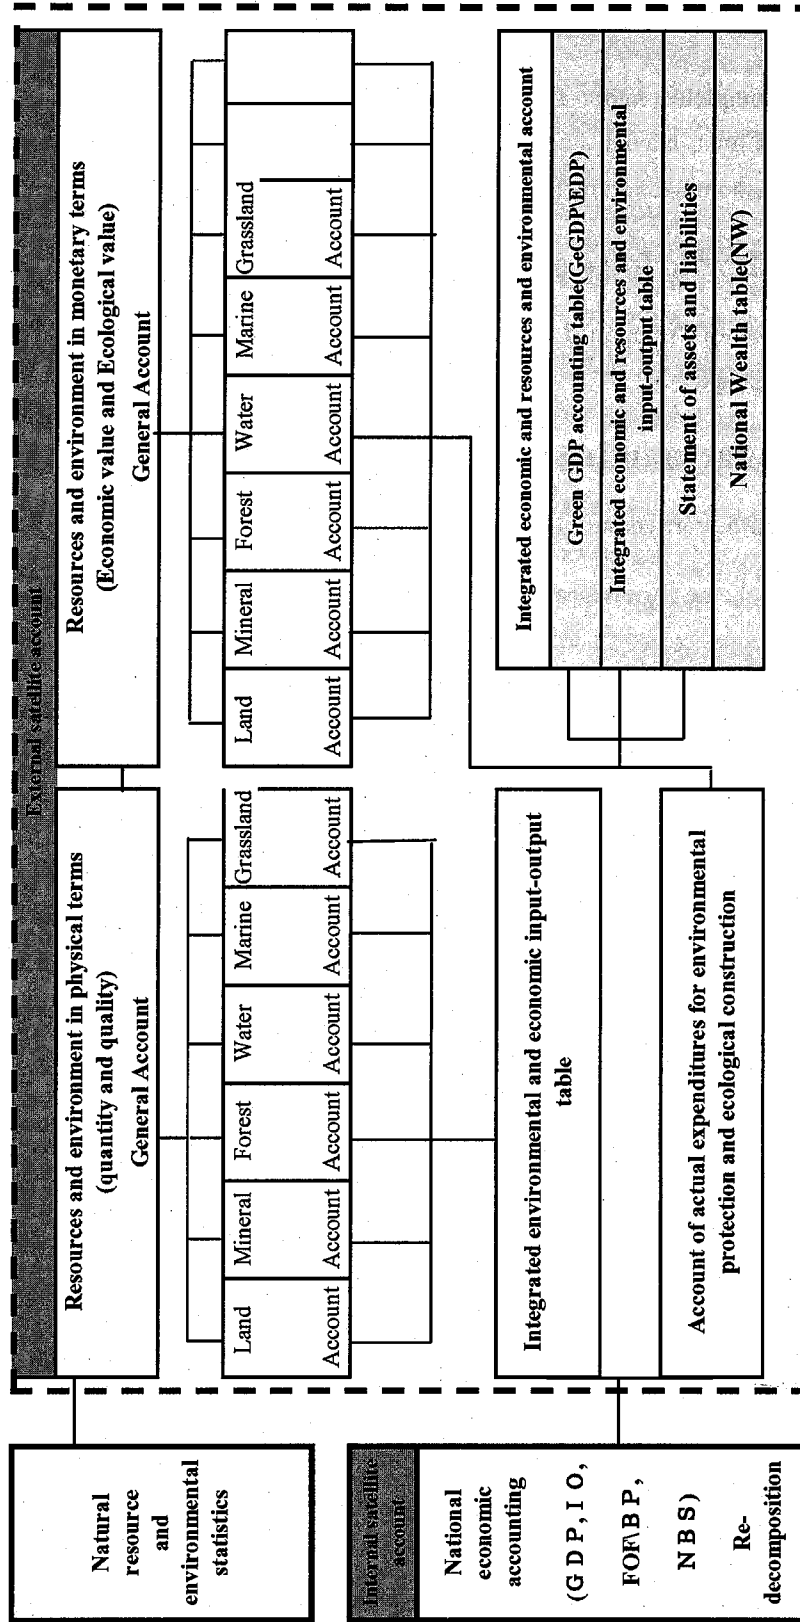 Natural
resource
and
environmental
statistics
Internal satellite
account
National
economic
accounting
(GDP,IO,
FOF\BP,
NBS)
Re-
decomposition
External satellite account
Resources and environment in physical terms
(quantity and quality)
General Account
Land
Account
Mineral
Account
Forest
Account
Water
Account
Marine
Account
Grassland
Account
Integrated environmental and economic input-output
table
Account of actual expenditures for environmental
protection and ecological construction
Resources and environment in monetary terms
(Economic value and Ecological value)
General Account
Land
Account
Mineral
Account
Forest
Account
Water
Account
Marine
Account
Grassland
Account
Integrated economic and resources and environmental account
Green GDP accounting table(GeGDP\EDP)
Integrated economic and resources and environmental
input-output table
Statement of assets and liabilities
National Wealth table(NW)